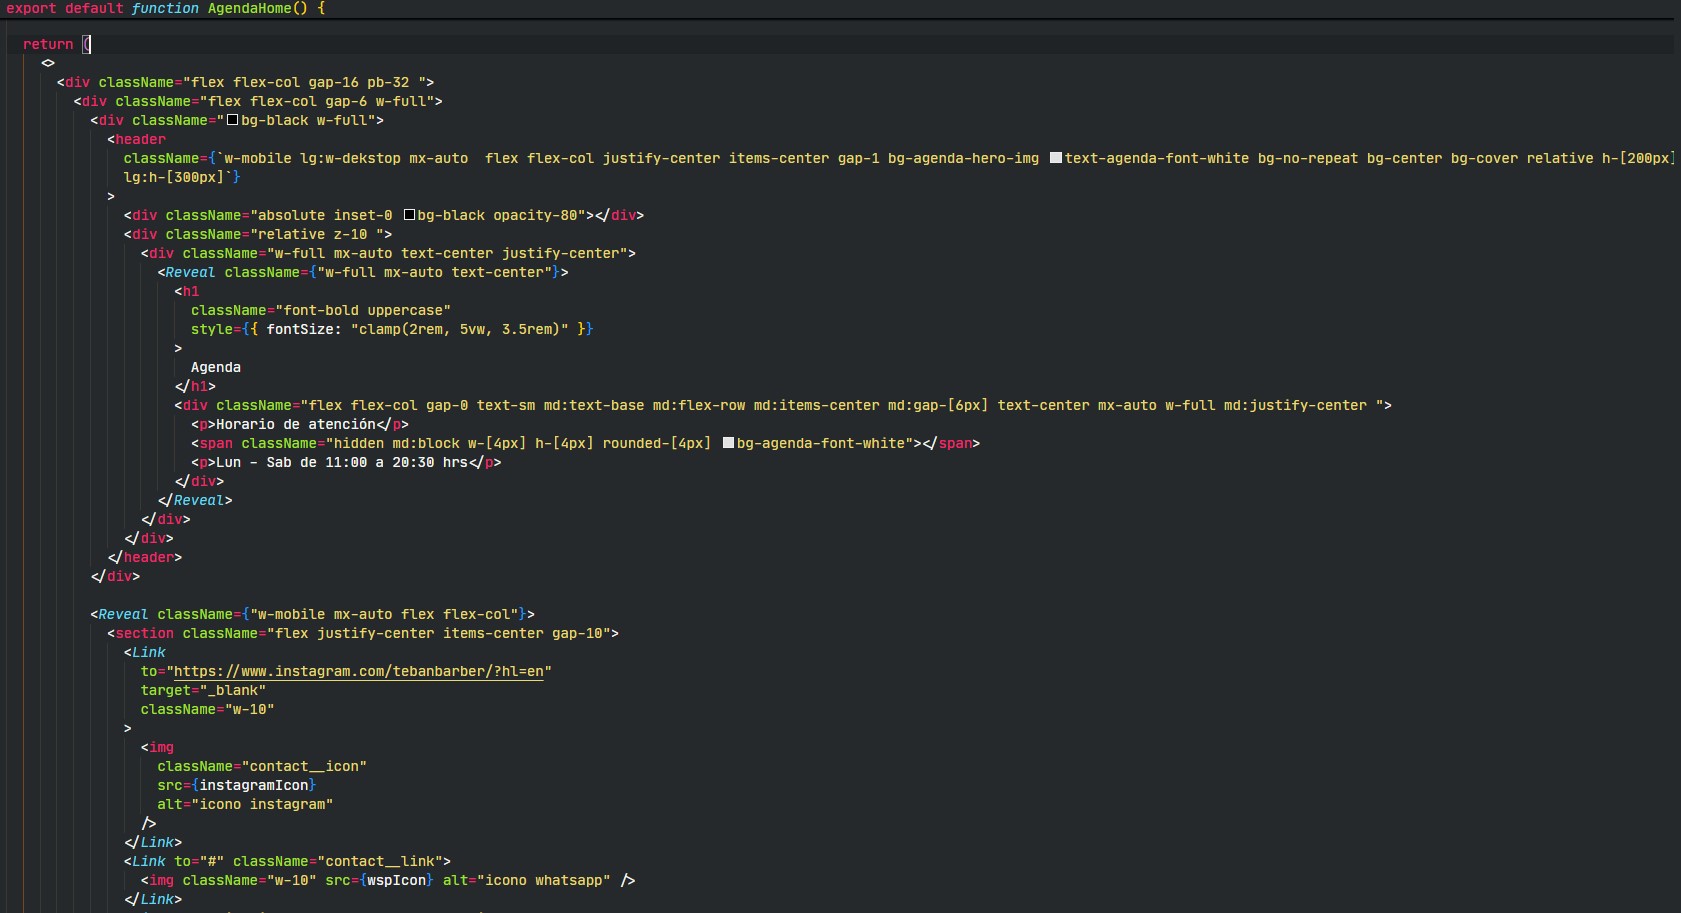 export default function AgendaHome() {
  return (
    <>
      <div className="flex flex-col gap-16 pb-32 ">
        <div className="flex flex-col gap-6 w-full">
          <div className="bg-black w-full">
            <header
              className={`w-mobile lg:w-dekstop mx-auto  flex flex-col justify-center items-center gap-1 bg-agenda-hero-img text-agenda-font-white bg-no-repeat bg-center bg-cover relative h-[200px]
              lg:h-[300px]`}
            >
              <div className="absolute inset-0 bg-black opacity-80"></div>
              <div className="relative z-10 ">
                <div className="w-full mx-auto text-center justify-center">
                  <Reveal className={"w-full mx-auto text-center"}>
                    <h1
                      className="font-bold uppercase"
                      style={{ fontSize: "clamp(2rem, 5vw, 3.5rem)" }}
                    >
                      Agenda
                    </h1>
                    <div className="flex flex-col gap-0 text-sm md:text-base md:flex-row md:items-center md:gap-[6px] text-center mx-auto w-full md:justify-center ">
                      <p>Horario de atención</p>
                      <span className="hidden md:block w-[4px] h-[4px] rounded-[4px] bg-agenda-font-white"></span>
                      <p>Lun - Sab de 11:00 a 20:30 hrs</p>
                    </div>
                  </Reveal>
                </div>
              </div>
            </header>
          </div>

          <Reveal className={"w-mobile mx-auto flex flex-col"}>
            <section className="flex justify-center items-center gap-10">
              <Link
                to="https://www.instagram.com/tebanbarber/?hl=en"
                target="_blank"
                className="w-10"
              >
                <img
                  className="contact__icon"
                  src={instagramIcon}
                  alt="icono instagram"
                />
              </Link>
              <Link to="#" className="contact__link">
                <img className="w-10" src={wspIcon} alt="icono whatsapp" />
              </Link>